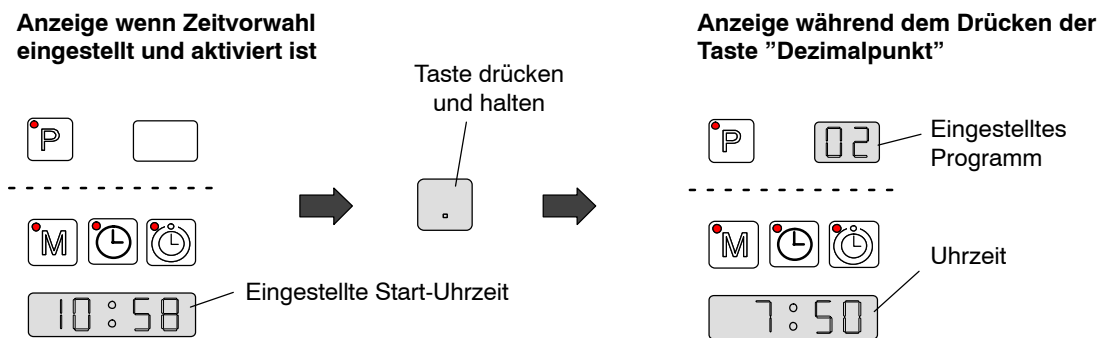 Anzeige wenn Zeitvorwahl
eingestellt und aktiviert ist
Anzeige während dem Drücken der
Taste ”Dezimalpunkt”
Taste drücken
und halten
P
.
P
02
Eingestelltes
Programm
M
M
Uhrzeit
10:58
Eingestellte Start-Uhrzeit
7:50